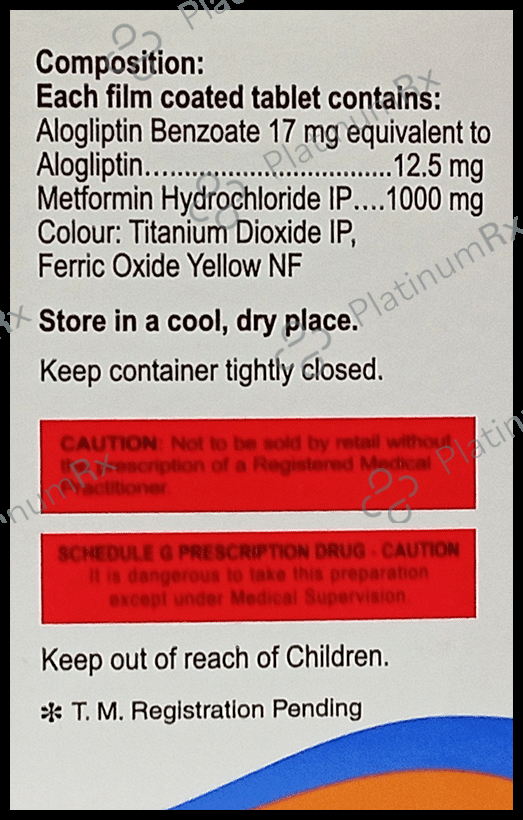 Composition:
Each film coated tablet contains:
Alogliptin Benzoate 17 mg equivalent to
Alogliptin..................................12.5 mg
Metformin Hydrochloride IP....1000 mg
Colour: Titanium Dioxide IP,
Ferric Oxide Yellow NF
Store in a cool, dry place.
Keep container tightly closed.
CAUTION: Not to be sold by retail without
the prescription of a Registered Medical
Practitioner.
SCHEDULE G PRESCRIPTION DRUG - CAUTION
It is dangerous to take this preparation
except under Medical Supervision
Keep out of reach of Children.
* T. M. Registration Pending
PlatinumRx
PlatinumRx
PlatinumRx